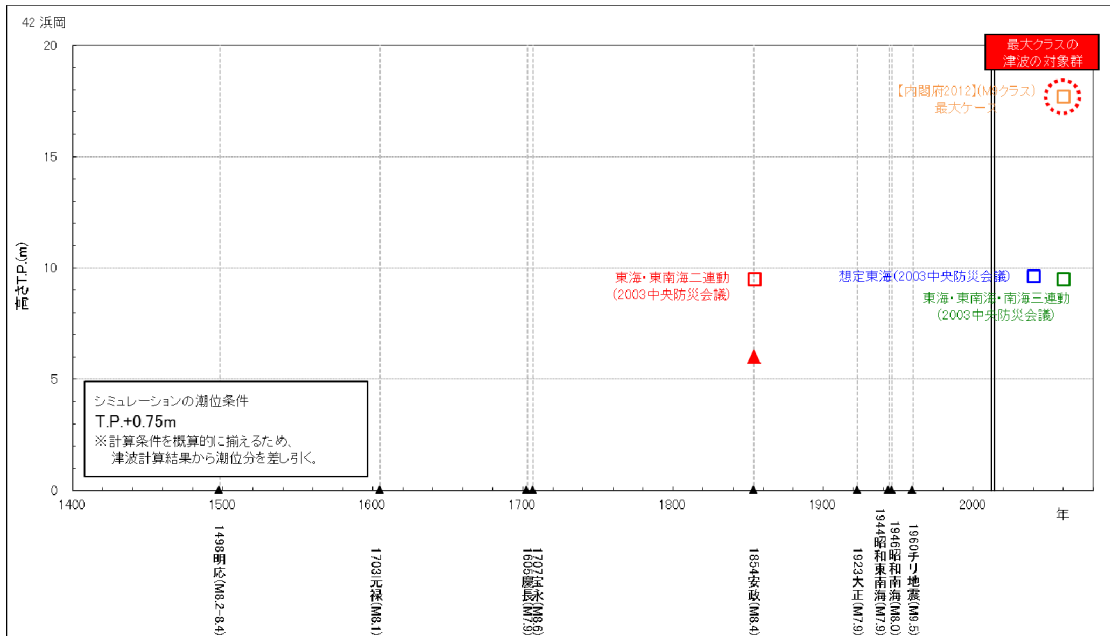 42 浜岡
最大クラスの
津波の対象群
【内閣府2012】(M9クラス)
最大ケース
20
15
10
5
0
高さT.P.(m)
東海・東南海二連動
(2003中央防災会議)
想定東海(2003中央防災会議)
東海・東南海・南海三連動
(2003中央防災会議)
シミュレーションの潮位条件
T.P.+0.75m
※計算条件を概算的に揃えるため、
津波計算結果から潮位分を差し引く。
1400
1500
1600
1700
1800
1900
2000
年
1498明応(M8.2-8.4)
1703元禄(M8.1)
1605慶長(M7.9)
1707宝永(M8.6)
1854安政(M8.4)
1923大正(M7.9)
1944昭和東南海(M7.9)
1946昭和南海(M8.0)
1960チリ地震(M9.5)